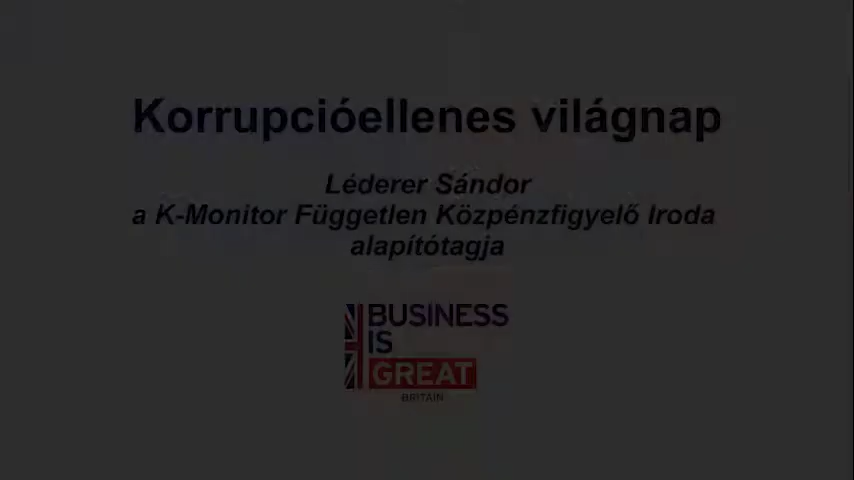 Korrupcióellenes világnap
Léderer Sándor
a K-Monitor Független Közpénzfigyelő Iroda
alapítótagja
BUSINESS
IS
GREAT
BRITAIN